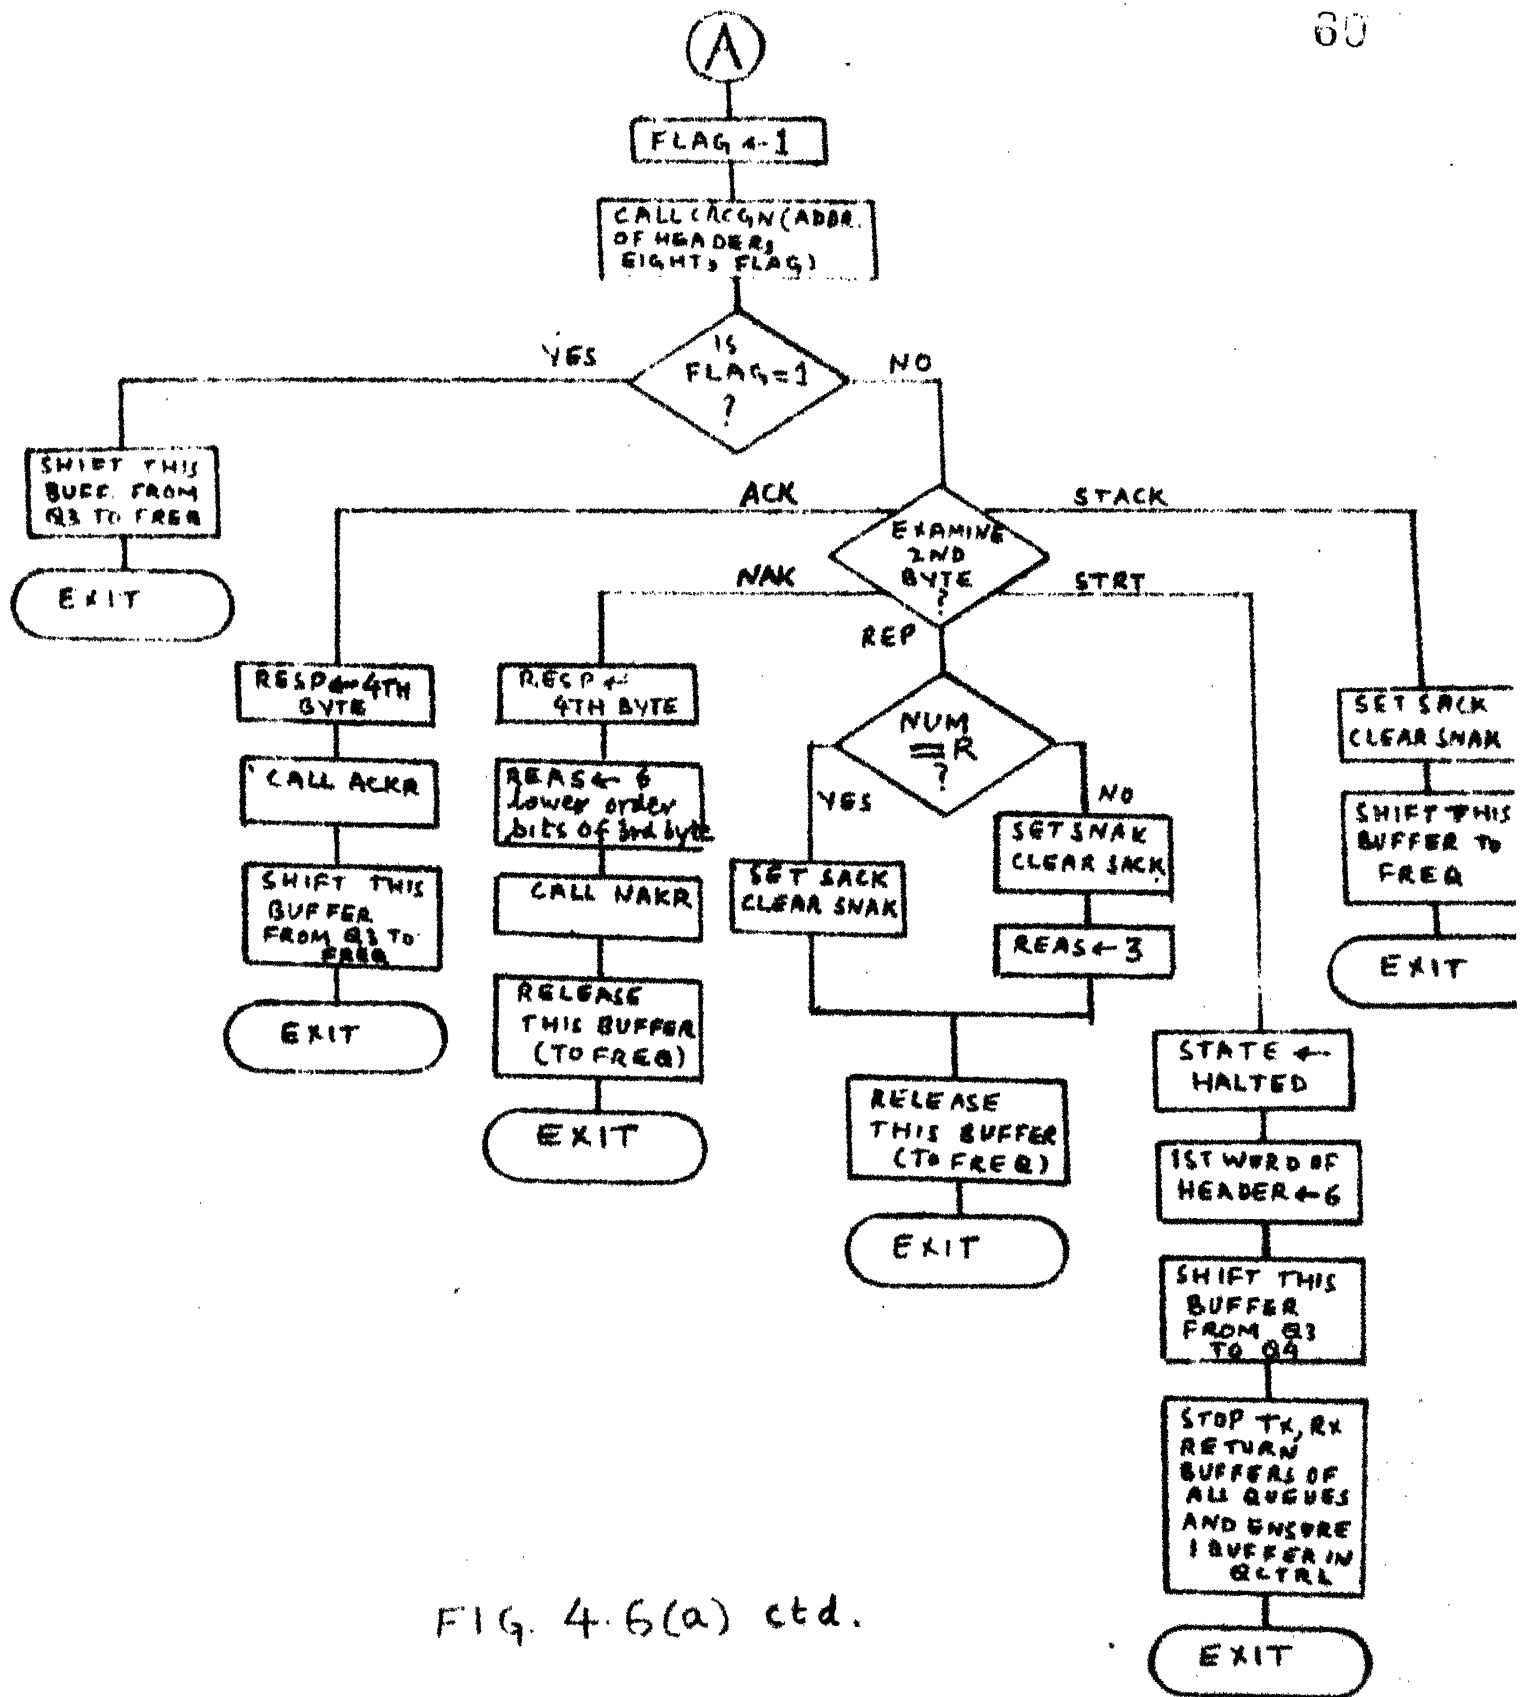 60
A
FLAG ← 1
CALL CRCGN (ADDR.
OF HEADER,
EIGHT, FLAG)
IS
FLAG=1
?
YES
NO
SHIFT THIS
BUFF. FROM
Q3 TO FREQ
EXIT
EXAMINE
2ND
BYTE
?
ACK
NAK
REP
STRT
STACK
RESP ← 4TH
BYTE
CALL ACKR
SHIFT THIS
BUFFER
FROM Q3 TO
FREQ
EXIT
RESP ←
4TH BYTE
REAS ← 6
lower order
bits of 3rd byte
CALL NAKR
RELEASE
THIS BUFFER
(TO FREQ)
EXIT
NUM
= R
?
YES
NO
SET SACK
CLEAR SNAK
SET SNAK
CLEAR SACK
REAS ← 3
RELEASE
THIS BUFFER
(TO FREQ)
EXIT
STATE ←
HALTED
1ST WORD OF
HEADER ← 6
SHIFT THIS
BUFFER
FROM Q3
TO Q4
STOP TX, RX
RETURN
BUFFERS OF
ALL QUEUES
AND ENSURE
1 BUFFER IN
QCTRL
EXIT
SET SACK
CLEAR SNAK
SHIFT THIS
BUFFER TO
FREQ
EXIT
FIG. 4.6(a) ctd.